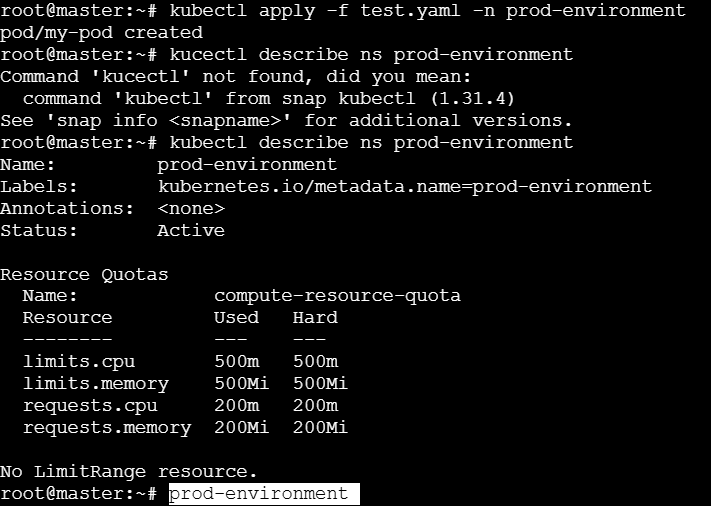 root@master:~# kubectl apply -f test.yaml -n prod-environment
pod/my-pod created
root@master:~# kucectl describe ns prod-environment
Command 'kucectl' not found, did you mean:
  command 'kubectl' from snap kubectl (1.31.4)
See 'snap info <snapname>' for additional versions.
root@master:~# kubectl describe ns prod-environment
Name:         prod-environment
Labels:       kubernetes.io/metadata.name=prod-environment
Annotations:  <none>
Status:       Active

Resource Quotas
  Name:            compute-resource-quota
  Resource         Used   Hard
  --------         ---    ---
  limits.cpu       500m   500m
  limits.memory    500Mi  500Mi
  requests.cpu     200m   200m
  requests.memory  200Mi  200Mi

No LimitRange resource.
root@master:~# prod-environment